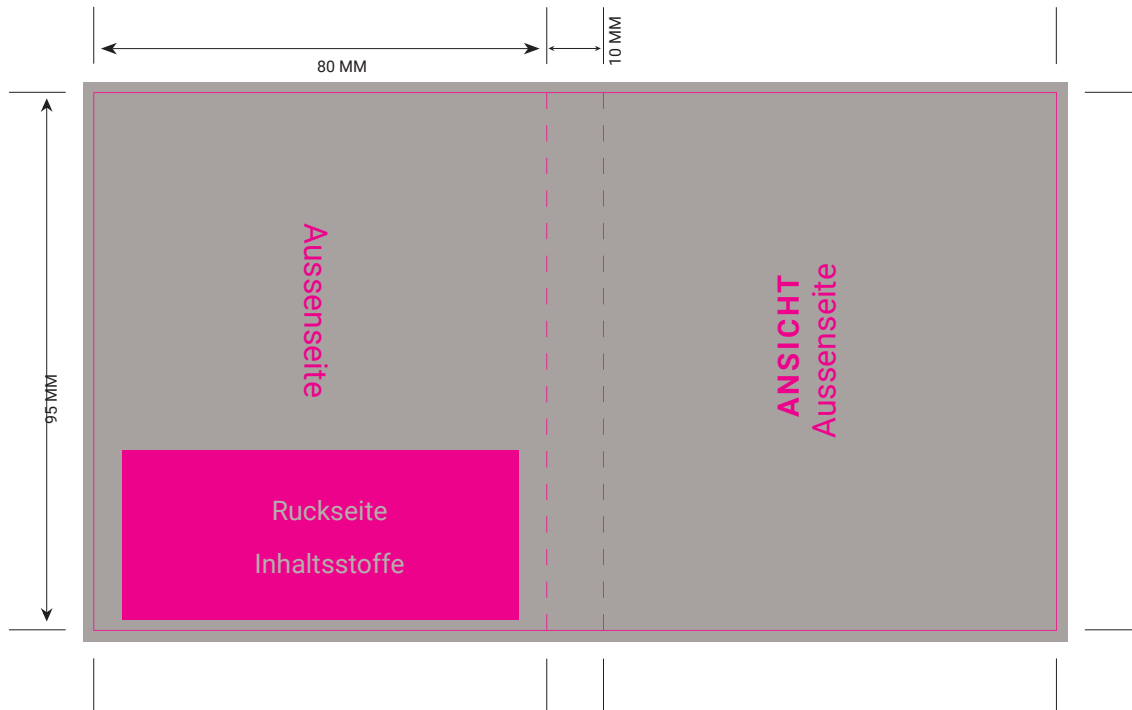 80 MM
10 MM
95 MM
Aussenseite
ANSICHT
Aussenseite
Ruckseite
Inhaltsstoffe